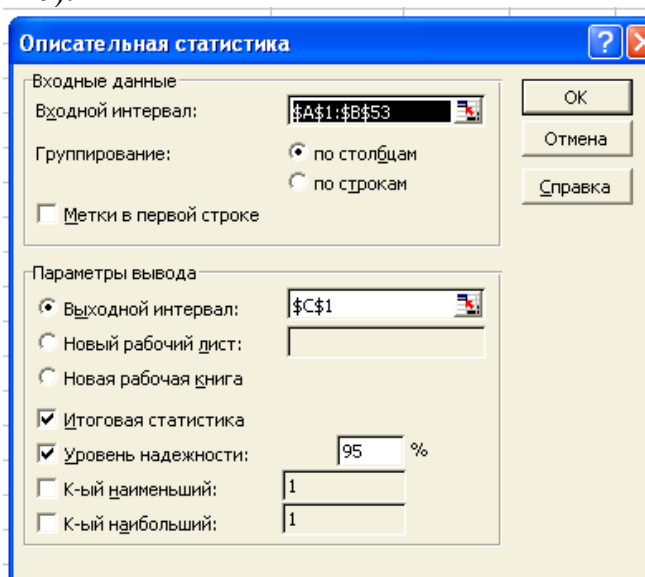 Описательная статистика
Входные данные
Входной интервал: $A$1:$B$53
Группирование: по столбцам
по строкам
Метки в первой строке
OK
Отмена
Справка
Параметры вывода
Выходной интервал: $C$1
Новый рабочий лист:
Новая рабочая книга
Итоговая статистика
Уровень надежности: 95 %
К-ый наименьший: 1
К-ый наибольший: 1